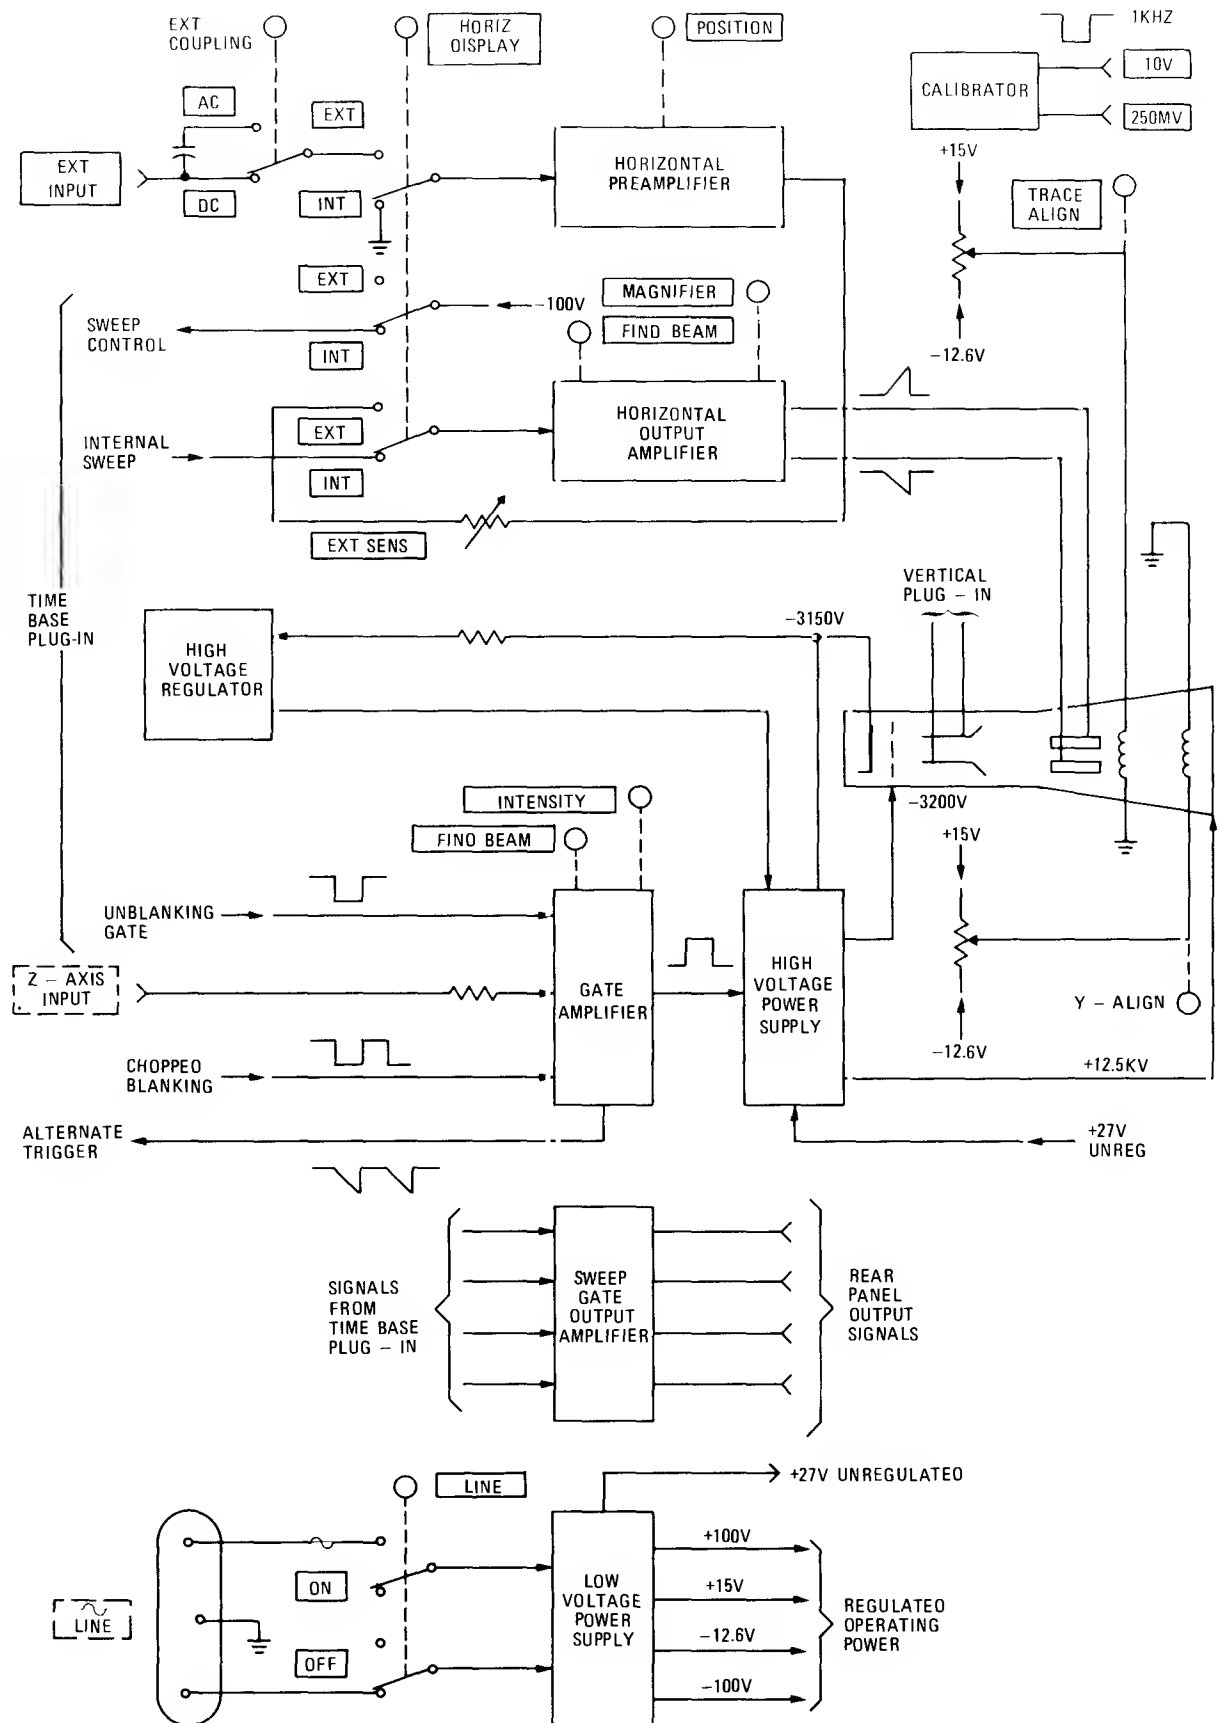 EXT
COUPLING
HORIZ
OISPLAY
POSITION
1KHZ
CALIBRATOR
10V
250MV
AC
EXT
EXT
INPUT
DC
INT
HORIZONTAL
PREAMPLIFIER
+15V
TRACE
ALIGN
-12.6V
EXT
SWEEP
CONTROL
INT
-100V
MAGNIFIER
FIND BEAM
INTERNAL
SWEEP
EXT
INT
HORIZONTAL
OUTPUT
AMPLIFIER
EXT SENS
TIME
BASE
PLUG-IN
HIGH
VOLTAGE
REGULATOR
-3150V
VERTICAL
PLUG - IN
-3200V
INTENSITY
FINO BEAM
UNBLANKING
GATE
Z - AXIS
INPUT
CHOPPEO
BLANKING
ALTERNATE
TRIGGER
GATE
AMPLIFIER
HIGH
VOLTAGE
POWER
SUPPLY
+15V
-12.6V
Y - ALIGN
+12.5KV
+27V
UNREG
SIGNALS
FROM
TIME BASE
PLUG - IN
SWEEP
GATE
OUTPUT
AMPLIFIER
REAR
PANEL
OUTPUT
SIGNALS
+27V UNREGULATEO
LINE
LINE
ON
OFF
LOW
VOLTAGE
POWER
SUPPLY
+100V
+15V
-12.6V
-100V
REGULATEO
OPERATING
POWER